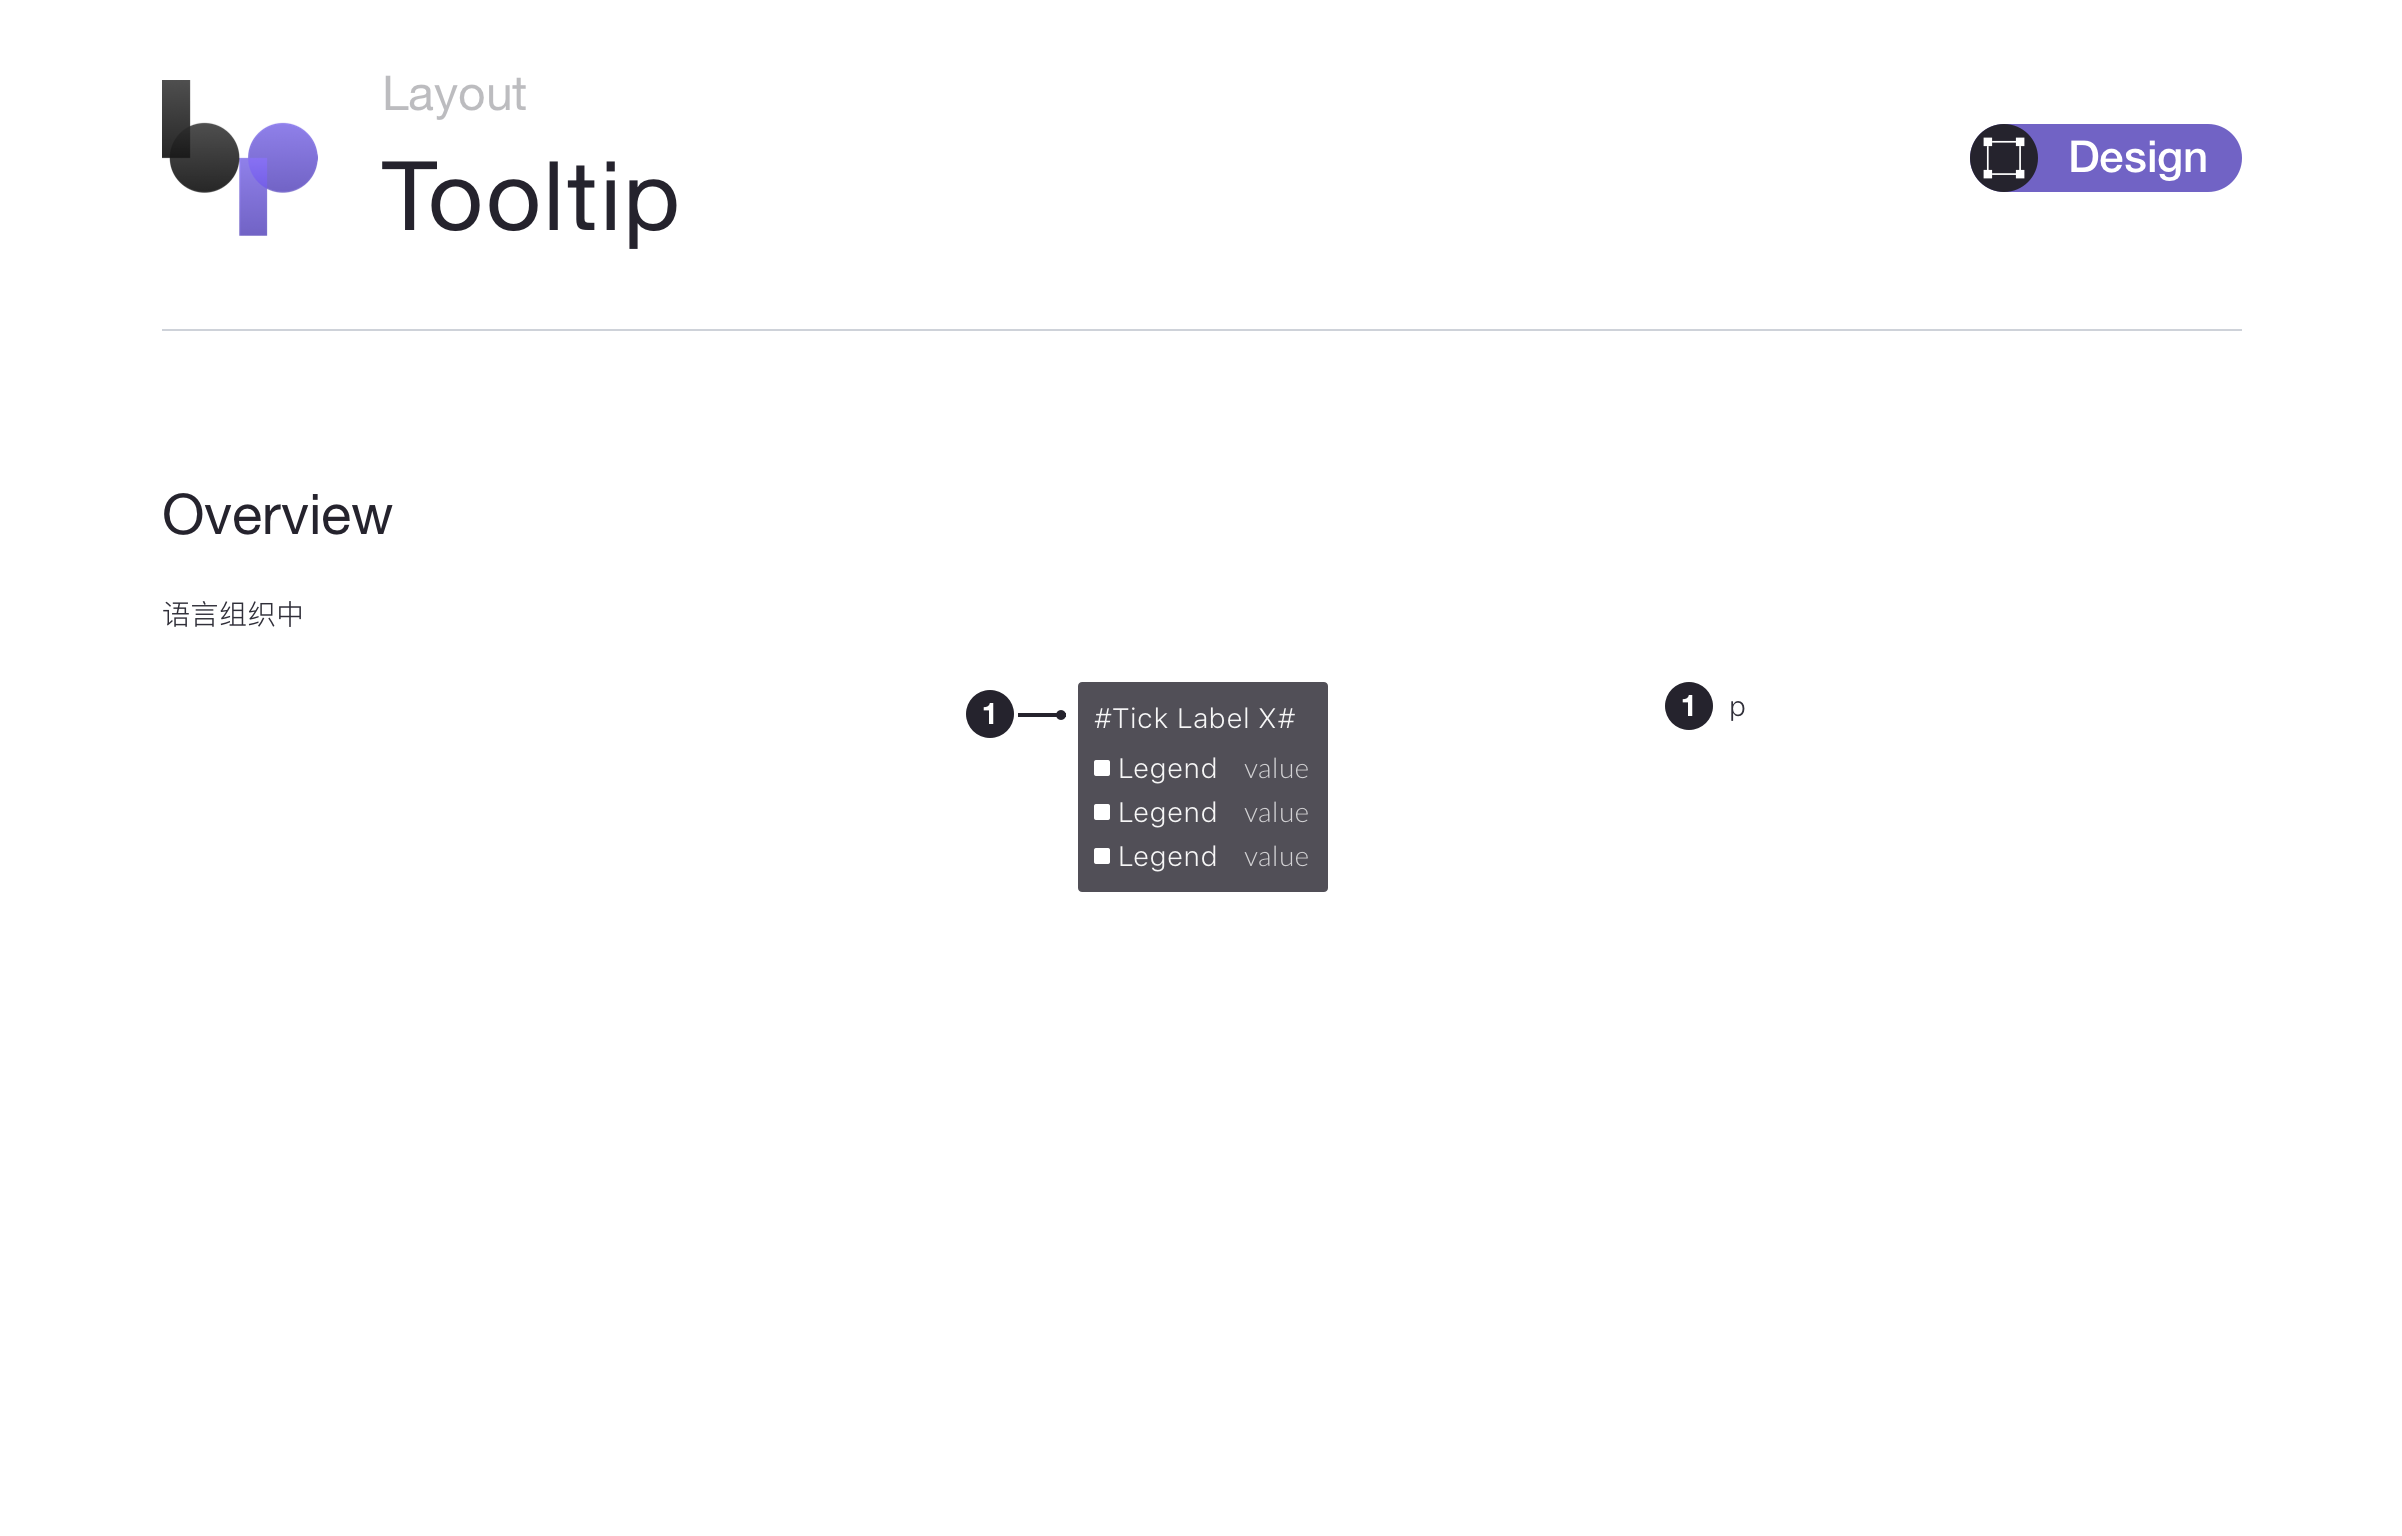 bp
Layout
Tooltip
Design
Overview
语言组织中
1
#Tick Label X#
Legend value
Legend value
Legend value
1 p